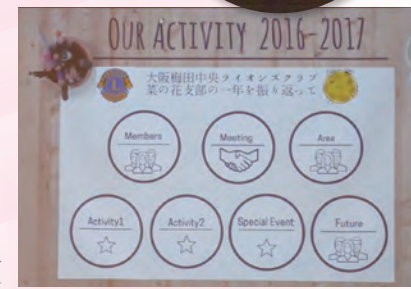 OUR ACTIVITY 2016-2017
大阪梅田中央ライオンズクラブ
菜の花支部の一年を振り返って
Members
Meeting
Area
Activity1
Activity2
Special Event
Future